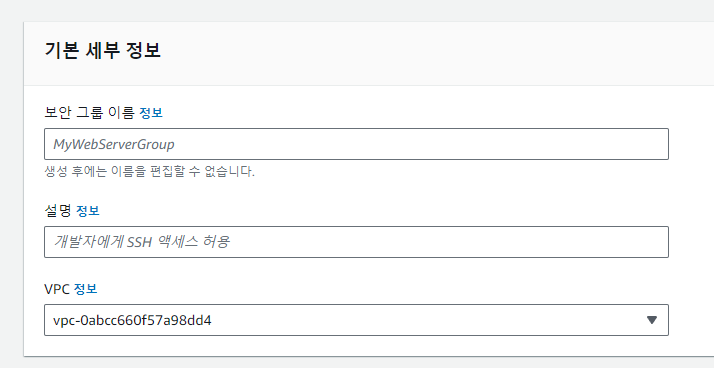 기본 세부 정보
보안 그룹 이름 정보
MyWebServerGroup
생성 후에는 이름을 편집할 수 없습니다.
설명 정보
개발자에게 SSH 액세스 허용
VPC 정보
vpc-0abcc660f57a98dd4